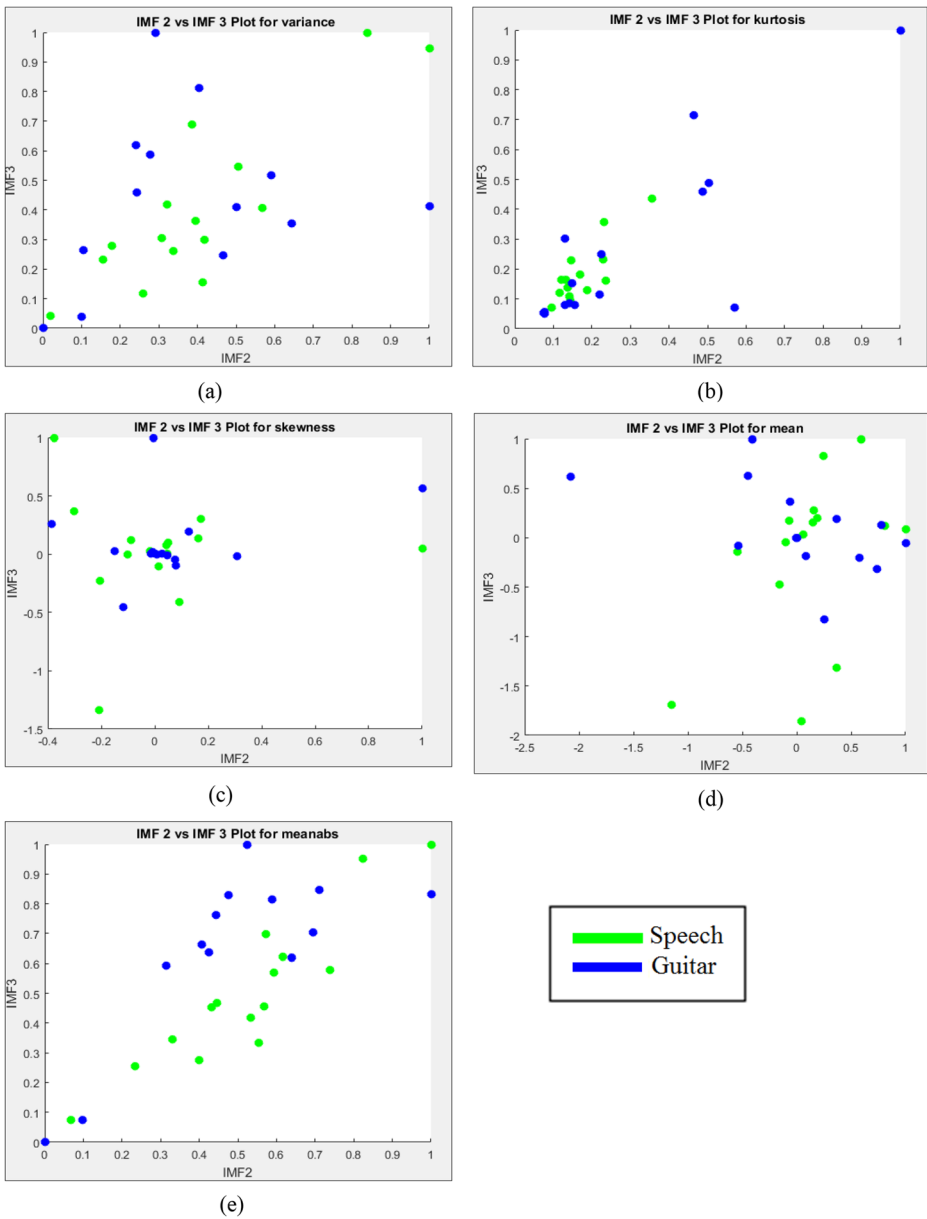 IMF 2 vs IMF 3 Plot for variance
1
0.9
0.8
0.7
0.6
0.5
0.4
0.3
0.2
0.1
0
IMF3
0 0.1 0.2 0.3 0.4 0.5 0.6 0.7 0.8 0.9 1
IMF2
(a)
IMF 2 vs IMF 3 Plot for kurtosis
1
0.9
0.8
0.7
0.6
0.5
0.4
0.3
0.2
0.1
0
IMF3
0 0.1 0.2 0.3 0.4 0.5 0.6 0.7 0.8 0.9 1
IMF2
(b)
IMF 2 vs IMF 3 Plot for skewness
1
0.5
0
-0.5
-1
-1.5
IMF3
-0.4 -0.2 0 0.2 0.4 0.6 0.8 1
IMF2
(c)
IMF 2 vs IMF 3 Plot for mean
1
0.5
0
-0.5
-1
-1.5
-2
IMF3
-2.5 -2 -1.5 -1 -0.5 0 0.5 1
IMF2
(d)
IMF 2 vs IMF 3 Plot for meanabs
1
0.9
0.8
0.7
0.6
0.5
0.4
0.3
0.2
0.1
0
IMF3
0 0.1 0.2 0.3 0.4 0.5 0.6 0.7 0.8 0.9 1
IMF2
(e)
Speech
Guitar